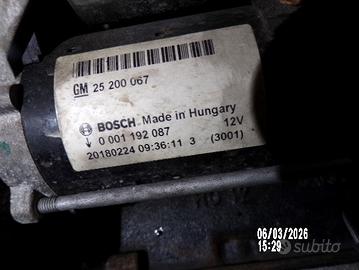 GM 25 200 067
BOSCH Made in Hungary
0 001 192 087 12V
20180224 09:36:11 3 (3001)
06/03/2026
15:29
subito